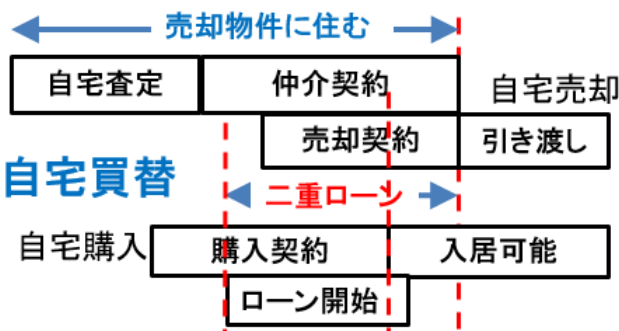 売却物件に住む
自宅査定
仲介契約
自宅売却
売却契約
引き渡し
自宅買替
二重ローン
自宅購入
購入契約
入居可能
ローン開始